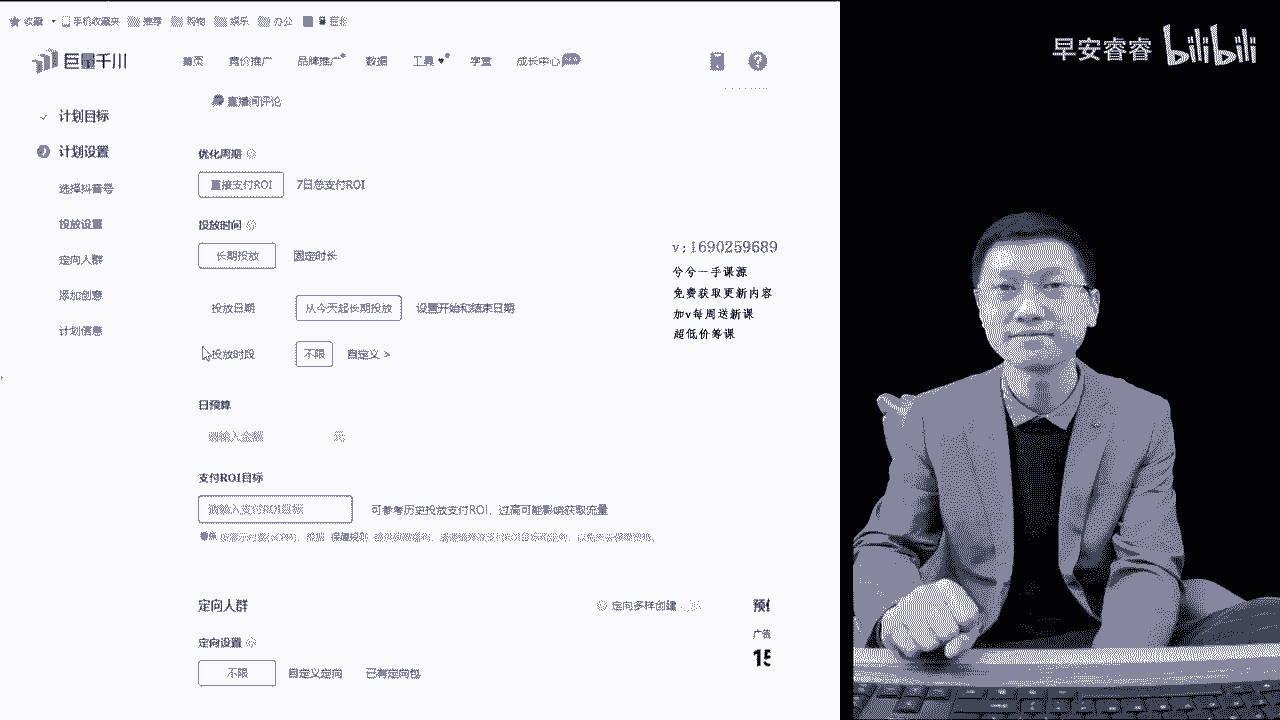 收藏 手机收藏夹 推荐 购物 娱乐 办公
早安睿睿 bilibili
巨量千川 首页 竞价推广 品牌推广 数据 工具 学堂 成长中心
直播间评论
计划目标
计划设置
选择抖音号
投放设置
定向人群
添加创意
计划信息
优化周期
直接支付ROI 7日总支付ROI
投放时间
长期投放 固定时长
投放日期 从今天起长期投放 设置开始和结束日期
投放时段 不限 自定义 >
日预算
请输入金额 元
支付ROI目标
请输入支付ROI目标 可参考历史投放支付ROI，过高可能影响获取流量
定向人群 定向多样创建
定向设置
不限 自定义定向 已有定向包
v:1690259689
兮兮一手课源
免费获取更新内容
加v每周送新课
超低价筹课
广告
15